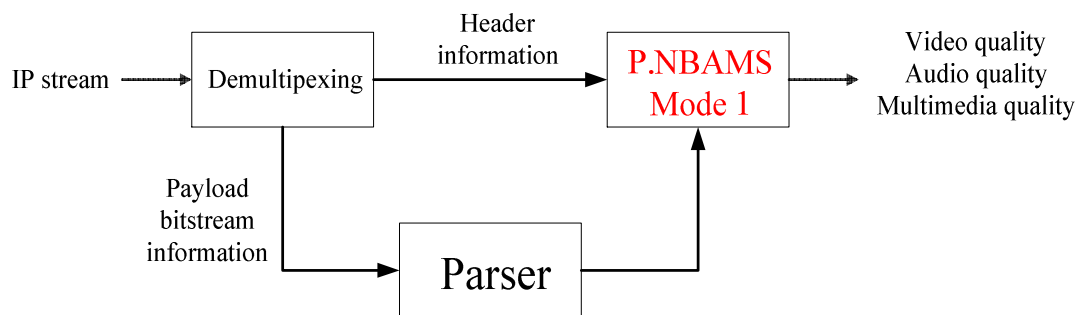 IP stream
Demultipexing
Header
information
P.NBAMS
Mode 1
Video quality
Audio quality
Multimedia quality
Payload
bitstream
information
Parser